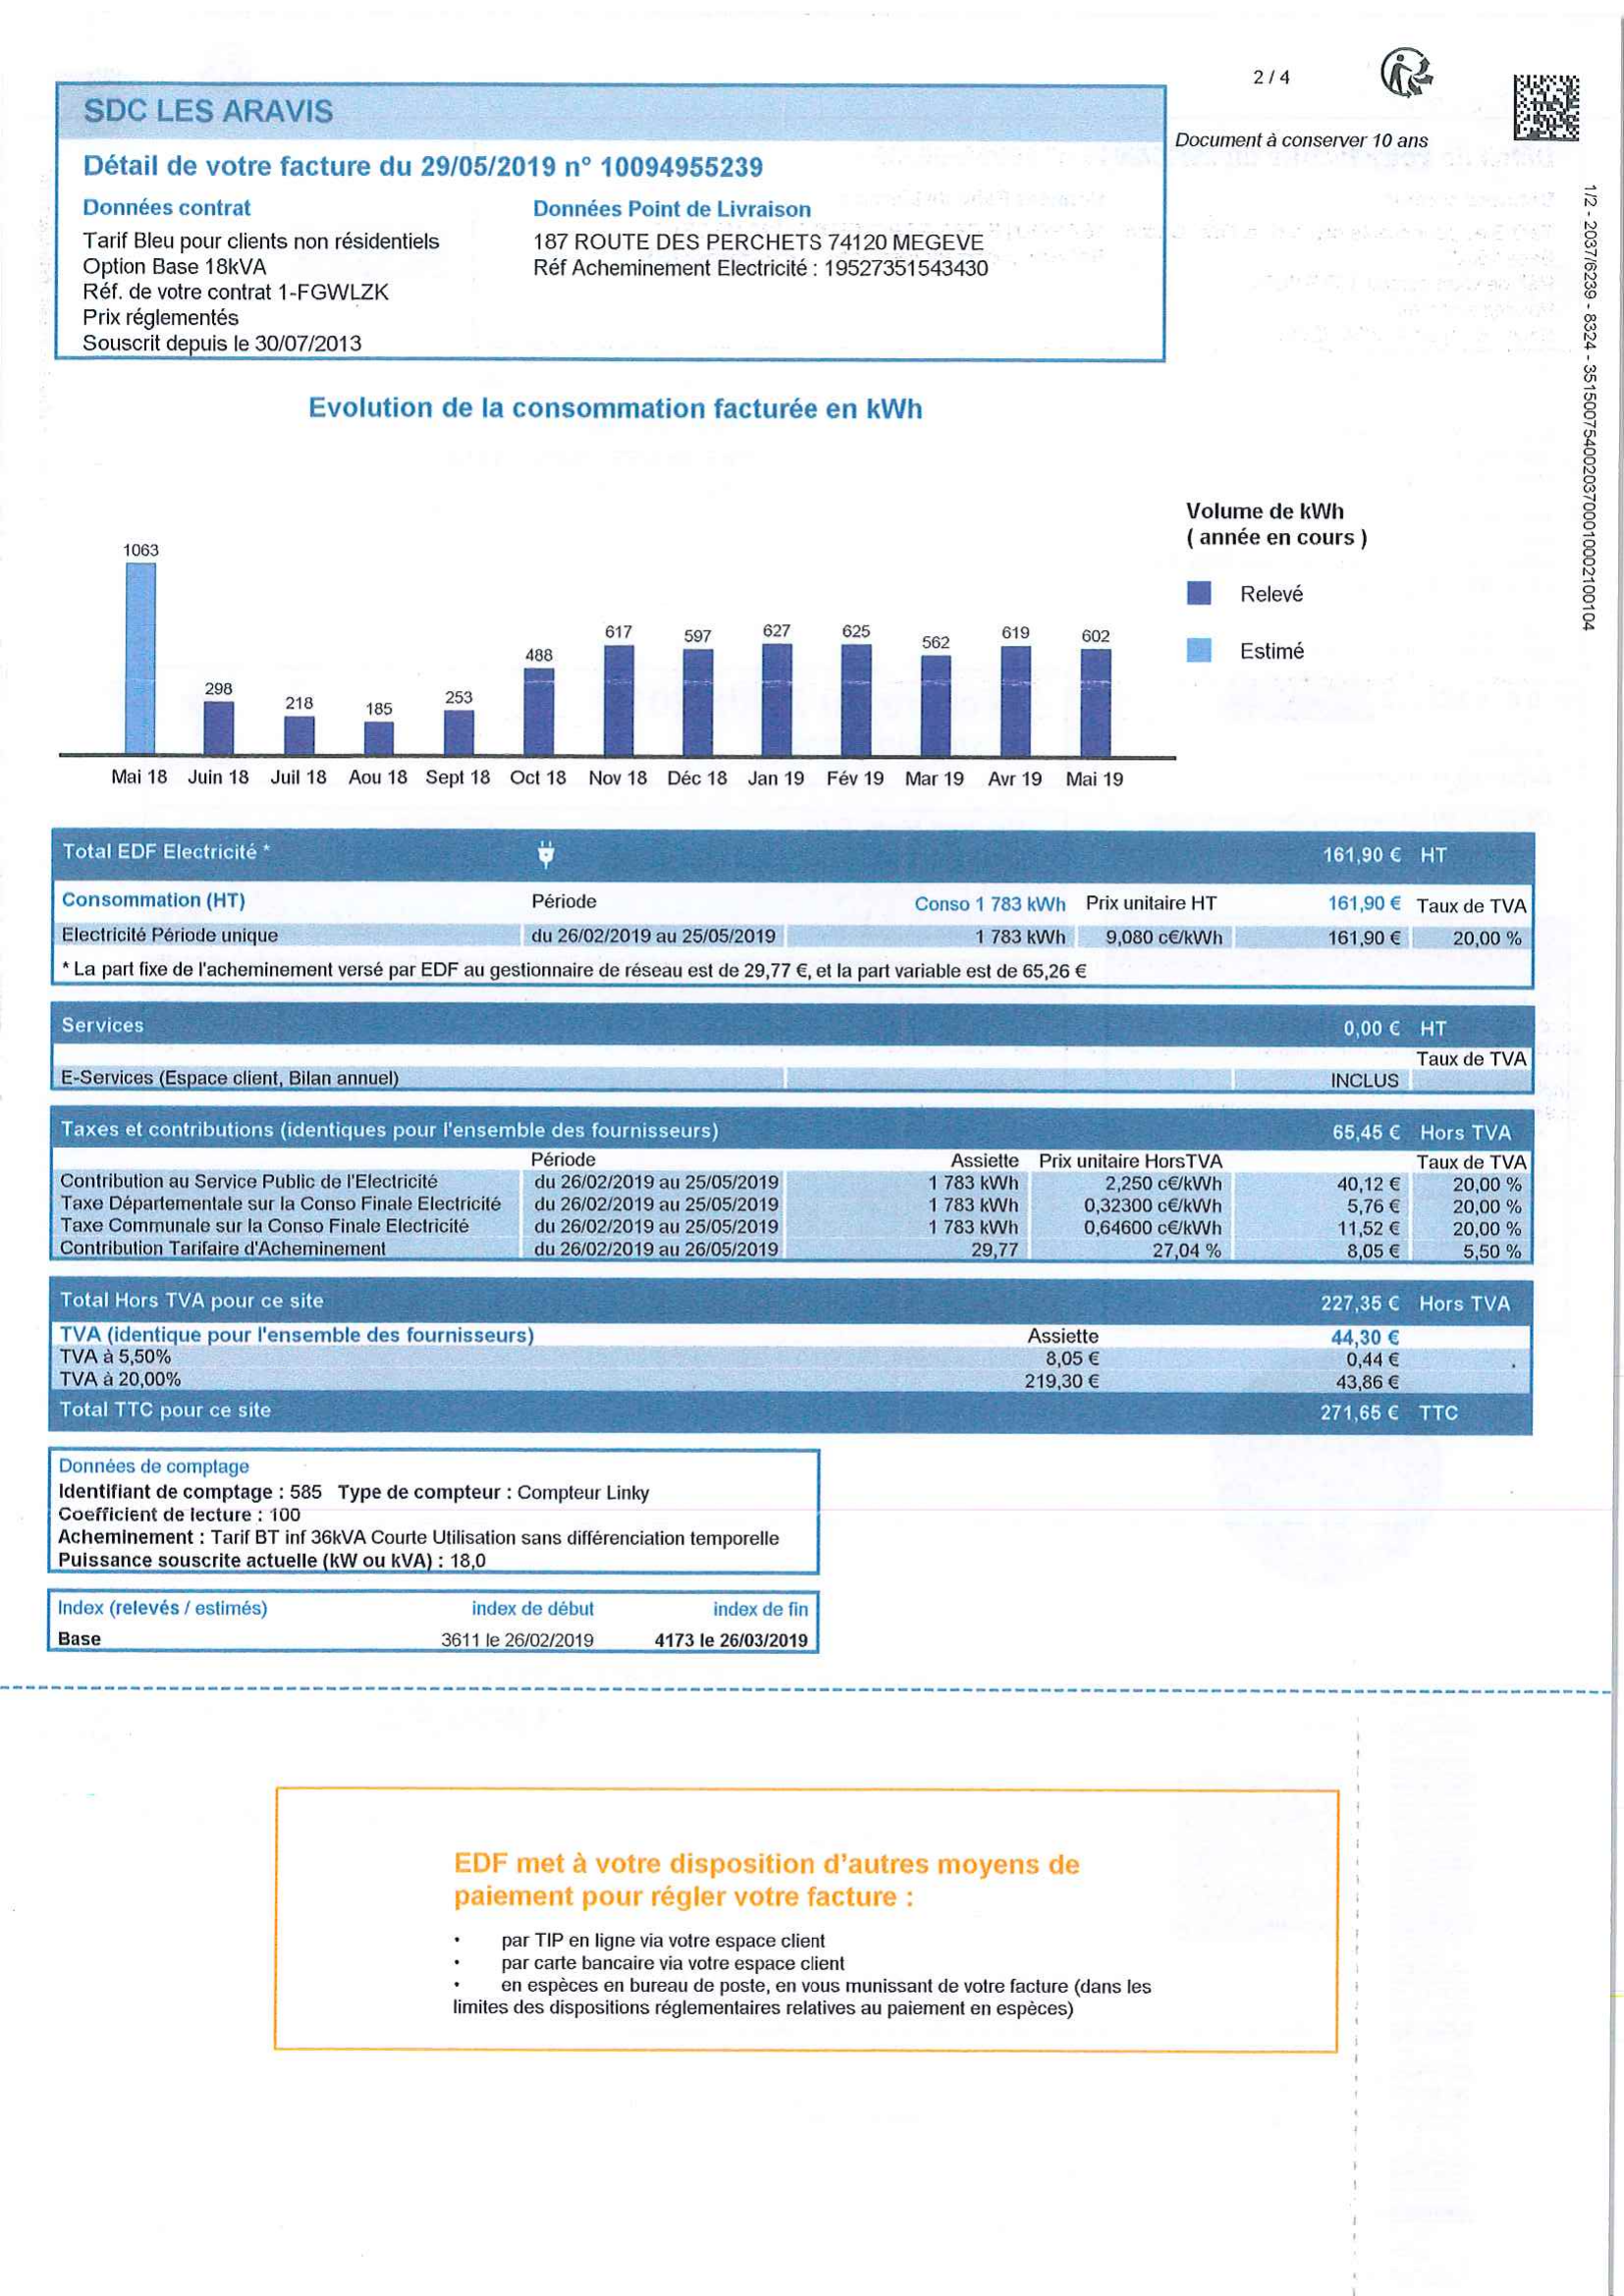 2 / 4
SDC LES ARAVIS
Document à conserver 10 ans
Détail de votre facture du 29/05/2019 n° 10094955239
Données contrat
Tarif Bleu pour clients non résidentiels
Option Base 18kVA
Réf. de votre contrat 1-FGWLZK
Prix réglementés
Souscrit depuis le 30/07/2013
Données Point de Livraison
187 ROUTE DES PERCHETS 74120 MEGEVE
Réf Acheminement Electricité : 19527351543430
Evolution de la consommation facturée en kWh
Volume de kWh
( année en cours )
Relevé
Estimé
1063 298 218 185 253 488 617 597 627 625 562 619 602
Mai 18 Juin 18 Juil 18 Aou 18 Sept 18 Oct 18 Nov 18 Déc 18 Jan 19 Fév 19 Mar 19 Avr 19 Mai 19
Total EDF Electricité * 161,90 € HT
Consommation (HT) Période Conso 1 783 kWh Prix unitaire HT 161,90 € Taux de TVA
Electricité Période unique du 26/02/2019 au 25/05/2019 1 783 kWh 9,080 c€/kWh 161,90 € 20,00 %
* La part fixe de l'acheminement versé par EDF au gestionnaire de réseau est de 29,77 €, et la part variable est de 65,26 €
Services 0,00 € HT
Taux de TVA
E-Services (Espace client, Bilan annuel) INCLUS
Taxes et contributions (identiques pour l'ensemble des fournisseurs) 65,45 € Hors TVA
Période Assiette Prix unitaire HorsTVA Taux de TVA
Contribution au Service Public de l'Electricité du 26/02/2019 au 25/05/2019 1 783 kWh 2,250 c€/kWh 40,12 € 20,00 %
Taxe Départementale sur la Conso Finale Electricité du 26/02/2019 au 25/05/2019 1 783 kWh 0,32300 c€/kWh 5,76 € 20,00 %
Taxe Communale sur la Conso Finale Electricité du 26/02/2019 au 25/05/2019 1 783 kWh 0,64600 c€/kWh 11,52 € 20,00 %
Contribution Tarifaire d'Acheminement du 26/02/2019 au 26/05/2019 29,77 27,04 % 8,05 € 5,50 %
Total Hors TVA pour ce site 227,35 € Hors TVA
TVA (identique pour l'ensemble des fournisseurs) Assiette 44,30 €
TVA à 5,50% 8,05 € 0,44 €
TVA à 20,00% 219,30 € 43,86 €
Total TTC pour ce site 271,65 € TTC
Données de comptage
Identifiant de comptage : 585 Type de compteur : Compteur Linky
Coefficient de lecture : 100
Acheminement : Tarif BT inf 36kVA Courte Utilisation sans différenciation temporelle
Puissance souscrite actuelle (kW ou kVA) : 18,0
Index (relevés / estimés) index de début index de fin
Base 3611 le 26/02/2019 4173 le 26/03/2019
EDF met à votre disposition d'autres moyens de
paiement pour régler votre facture :
• par TIP en ligne via votre espace client
• par carte bancaire via votre espace client
• en espèces en bureau de poste, en vous munissant de votre facture (dans les
limites des dispositions réglementaires relatives au paiement en espèces)